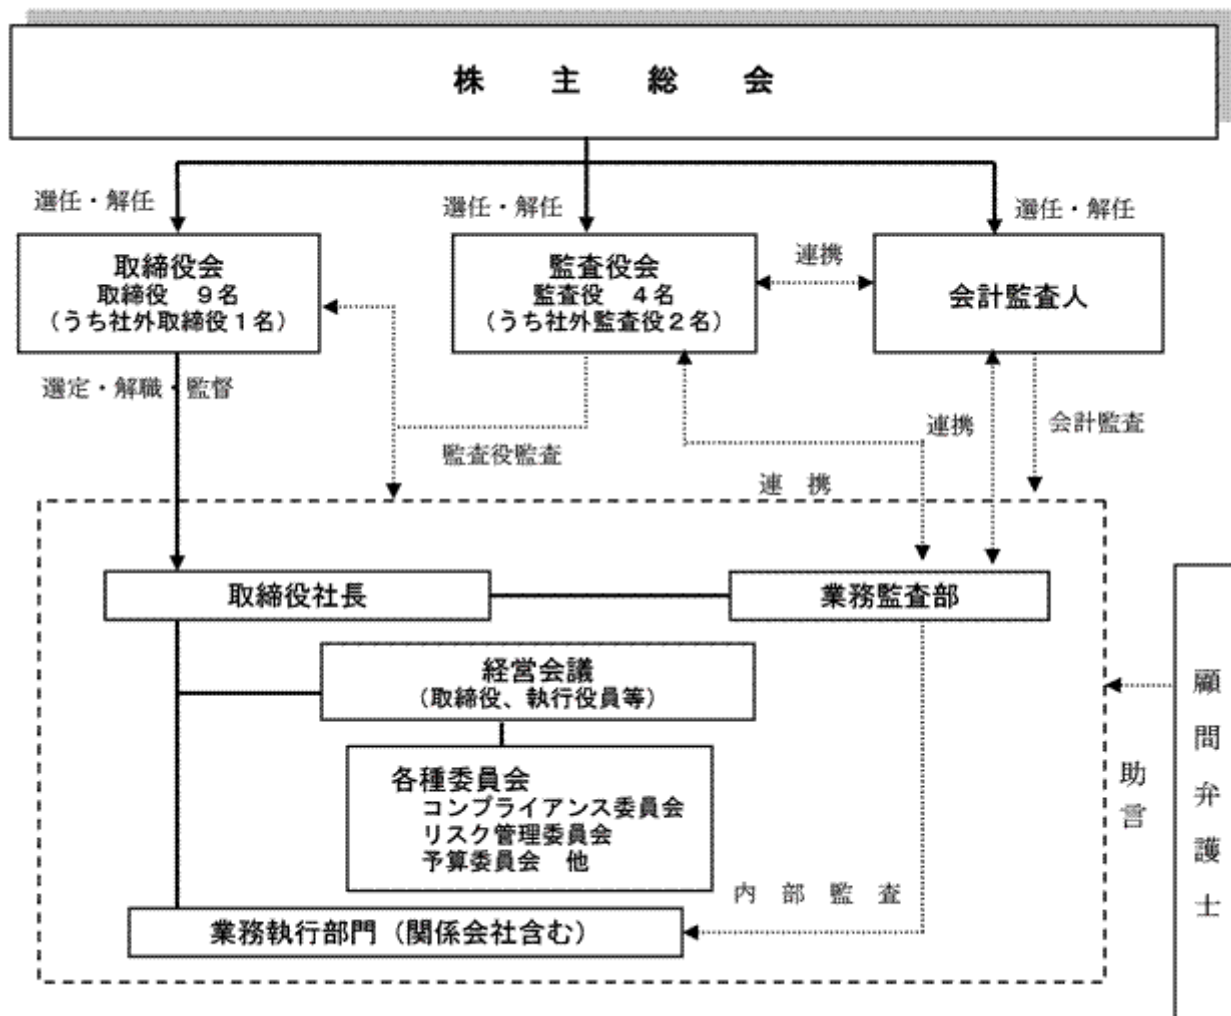 株 主 総 会
選任・解任
選任・解任
選任・解任
取締役会
取締役 9名
(うち社外取締役1名)
監査役会
監査役 4名
(うち社外監査役2名)
連携
会計監査人
選定・解職・監督
監査役監査
連携
会計監査
連 携
取締役社長
業務監査部
経営会議
(取締役、執行役員等)
各種委員会
コンプライアンス委員会
リスク管理委員会
予算委員会 他
内 部 監 査
業務執行部門(関係会社含む)
助言
顧問弁護士